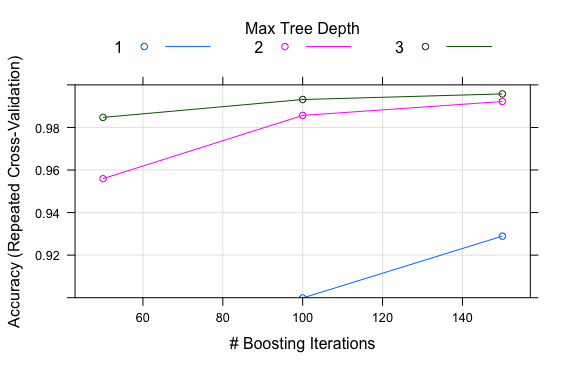 Max Tree Depth
1 2 3
Accuracy (Repeated Cross-Validation)
0.98
0.96
0.94
0.92
60 80 100 120 140
# Boosting Iterations